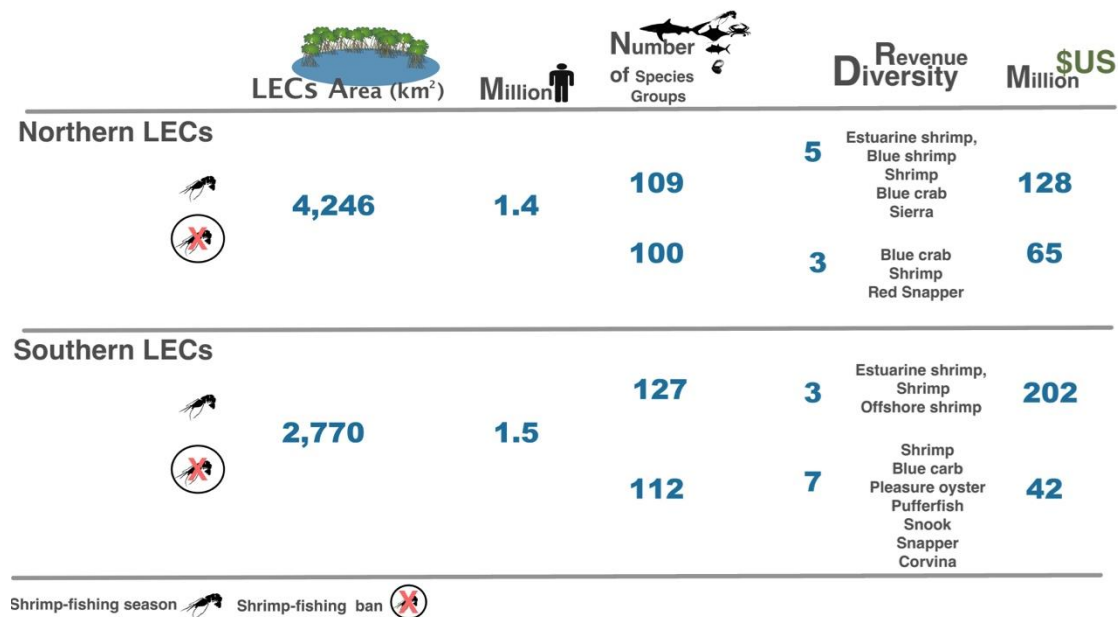 LECs Area (km²)
Million
Number
of Species
Groups
Revenue
Diversity
$US
Million
Northern LECs
4,246
1.4
109
5
Estuarine shrimp,
Blue shrimp
Shrimp
Blue crab
Sierra
128
X
100
3
Blue crab
Shrimp
Red Snapper
65
Southern LECs
2,770
1.5
127
3
Estuarine shrimp,
Shrimp
Offshore shrimp
202
X
112
7
Shrimp
Blue carb
Pleasure oyster
Pufferfish
Snook
Snapper
Corvina
42
Shrimp-fishing season
Shrimp-fishing ban
X